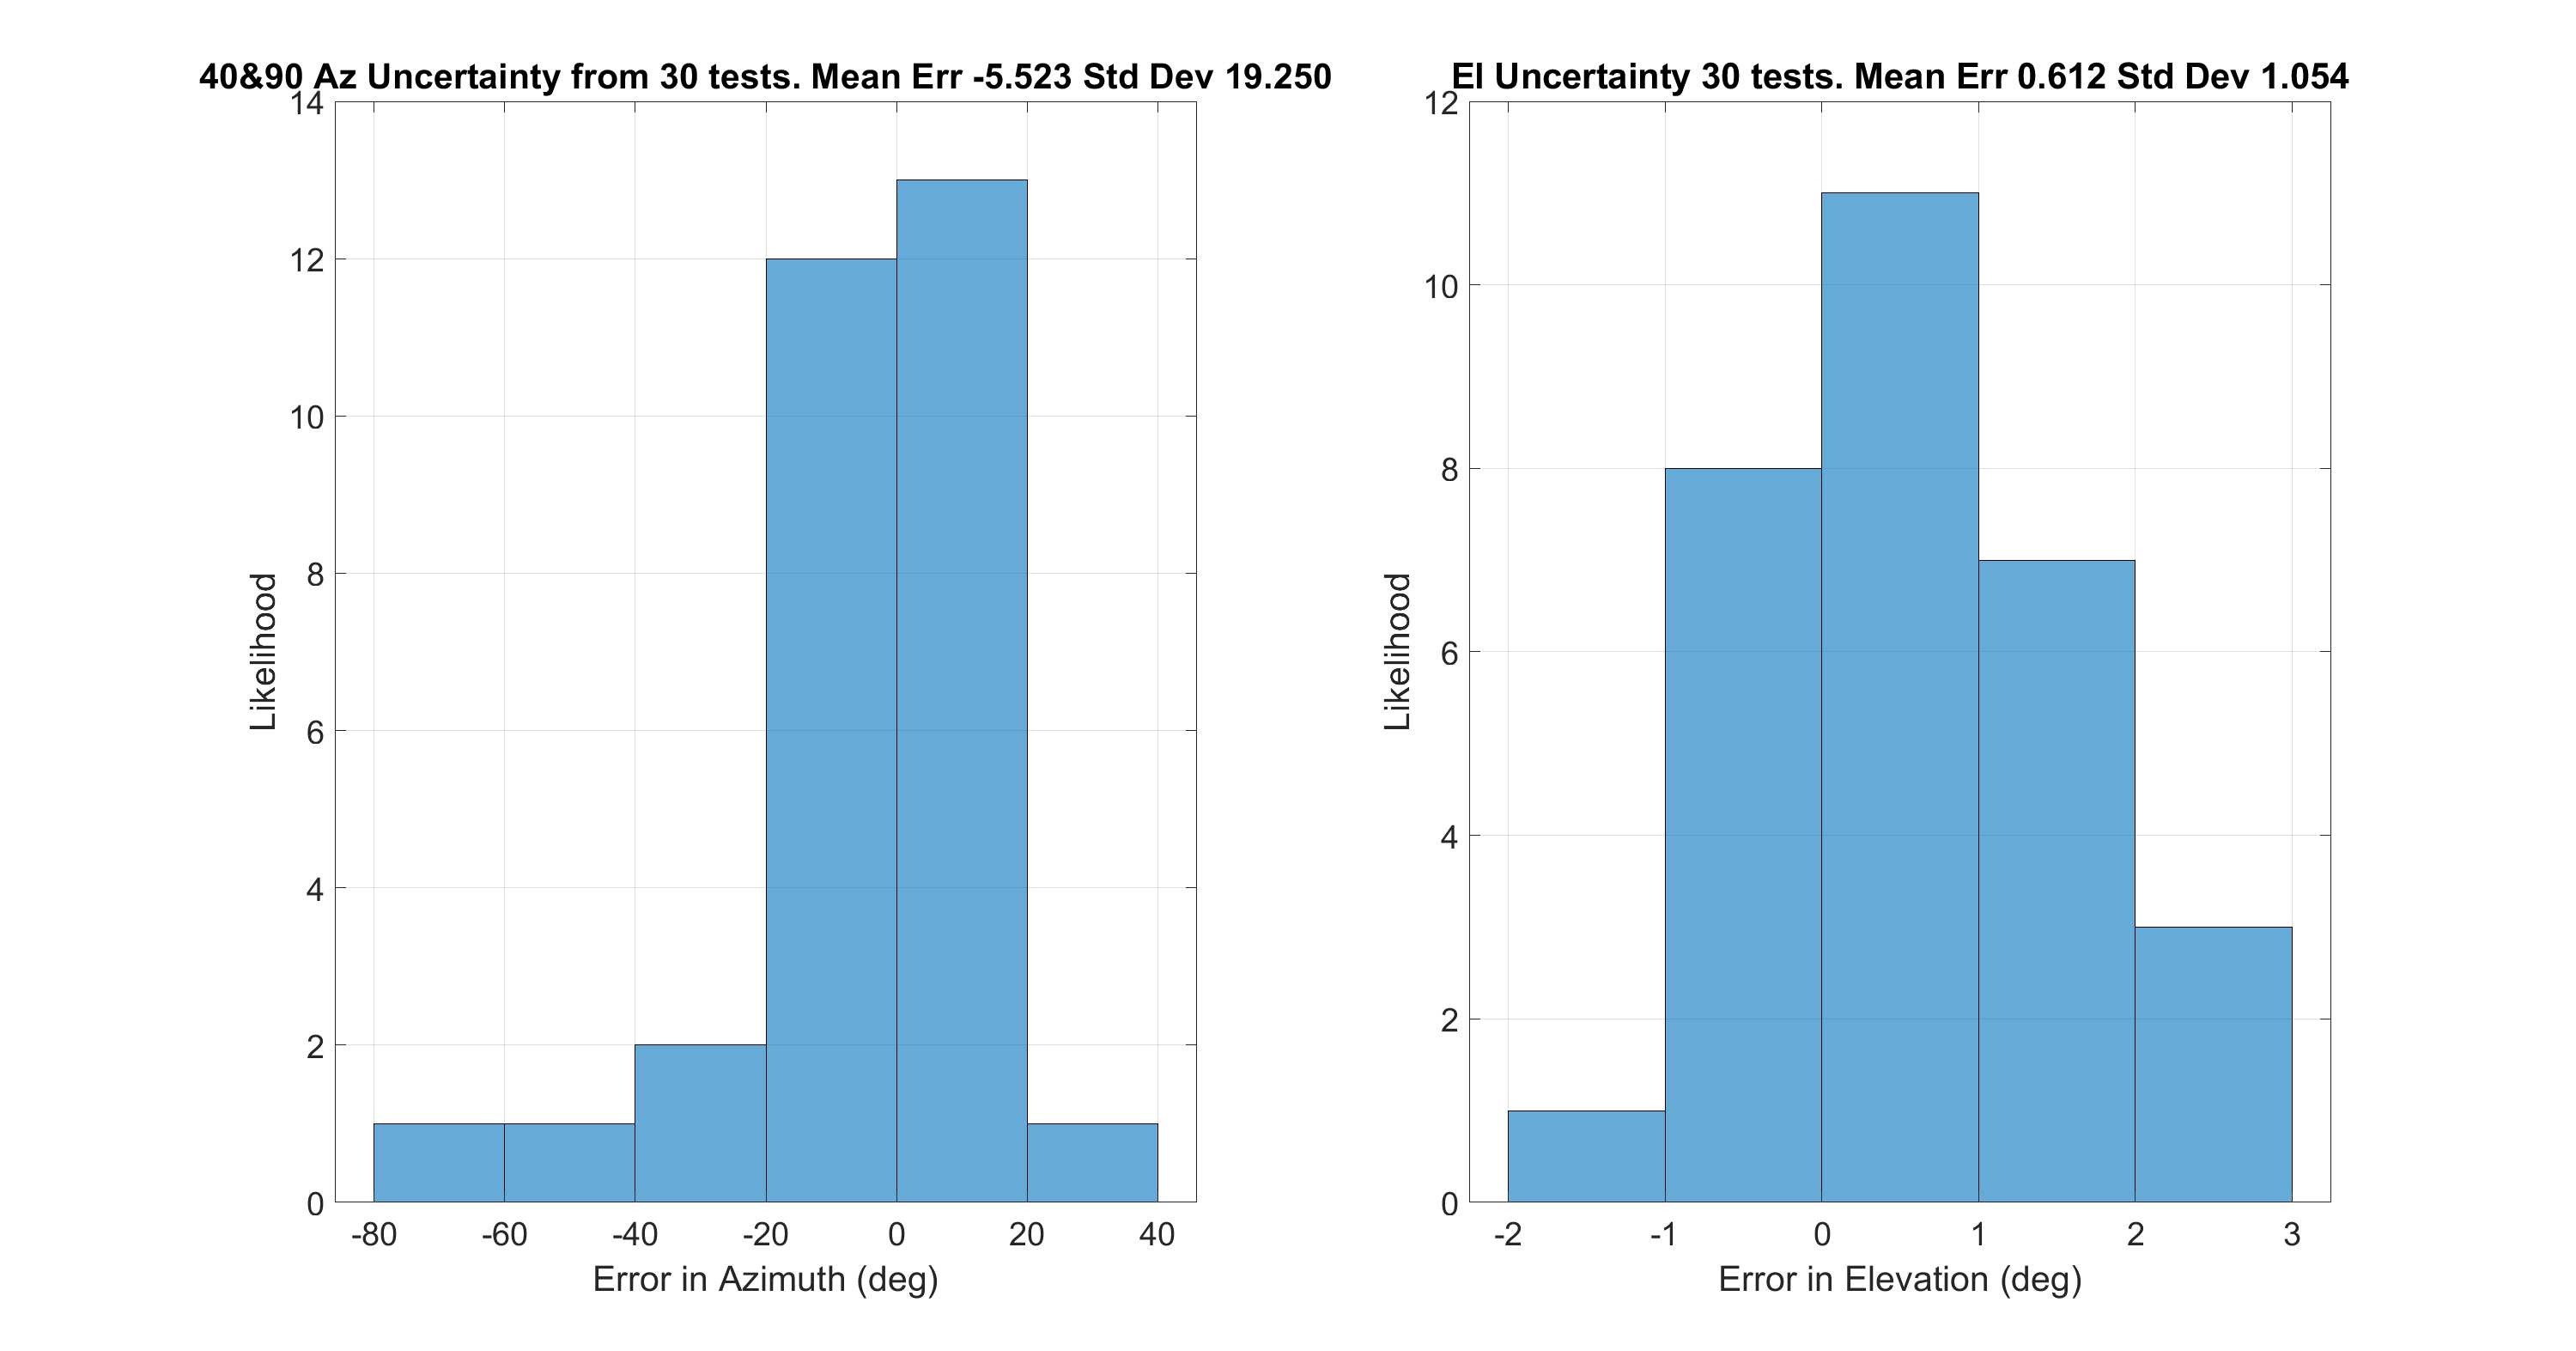 40&90 Az Uncertainty from 30 tests. Mean Err -5.523 Std Dev 19.250
14
12
10
8
6
4
2
0
Likelihood
-80 -60 -40 -20 0 20 40
Error in Azimuth (deg)
El Uncertainty 30 tests. Mean Err 0.612 Std Dev 1.054
12
10
8
6
4
2
0
Likelihood
-2 -1 0 1 2 3
Error in Elevation (deg)